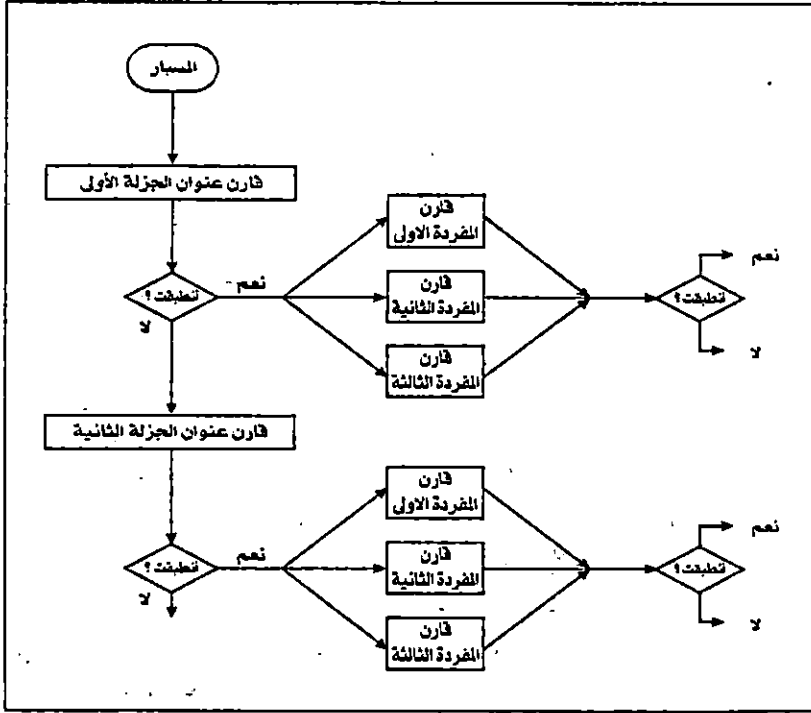 المسبار
قارن عنوان الجزلة الأولى
قارن
المفردة الاولى
نعم
قارن
المفردة الثانية
نعم
تطبقت؟
تطبقت؟
لا
لا
قارن
المفردة الثالثة
قارن عنوان الجزلة الثانية
قارن
المفردة الاولى
نعم
قارن
المفردة الثانية
نعم
تطبقت؟
تطبقت؟
لا
لا
قارن
المفردة الثالثة